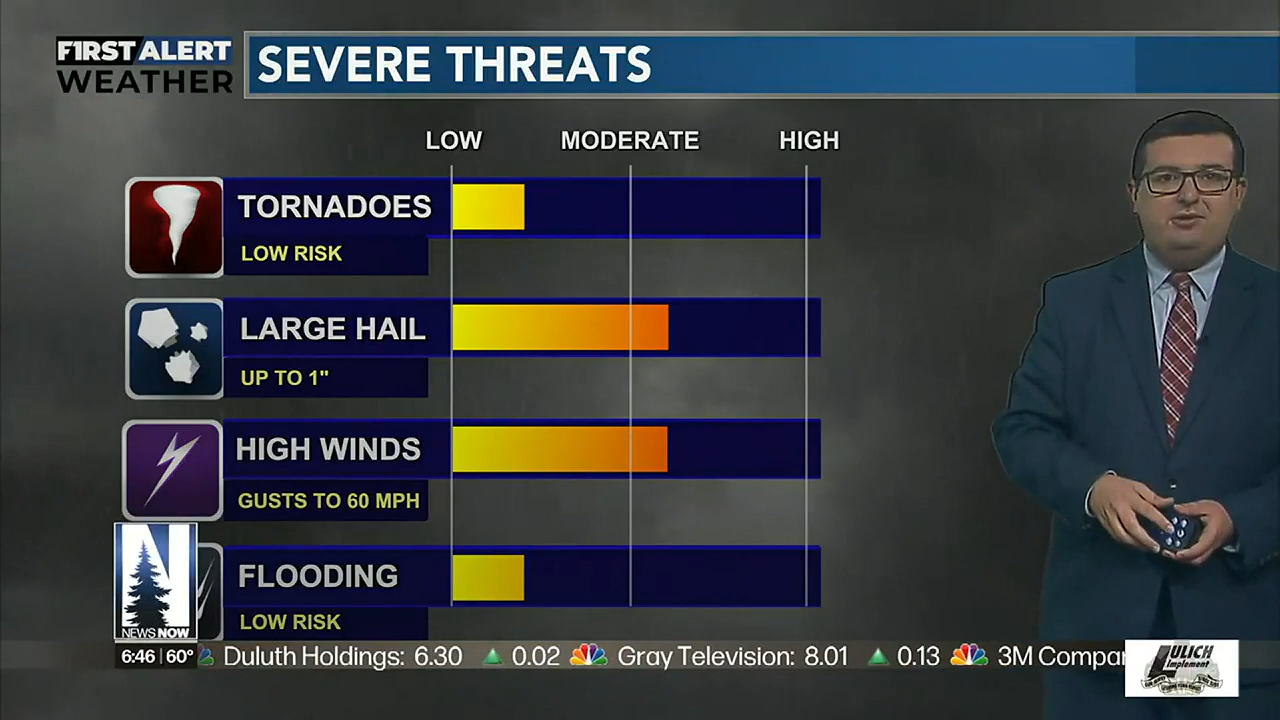 FIRST ALERT
WEATHER
SEVERE THREATS
LOW MODERATE HIGH
TORNADOES
LOW RISK
LARGE HAIL
UP TO 1"
HIGH WINDS
GUSTS TO 60 MPH
FLOODING
LOW RISK
N
NEWS NOW
6:46 60° Duluth Holdings: 6.30 0.02 Gray Television: 8.01 0.13 3M Compa
LULICH
Implement